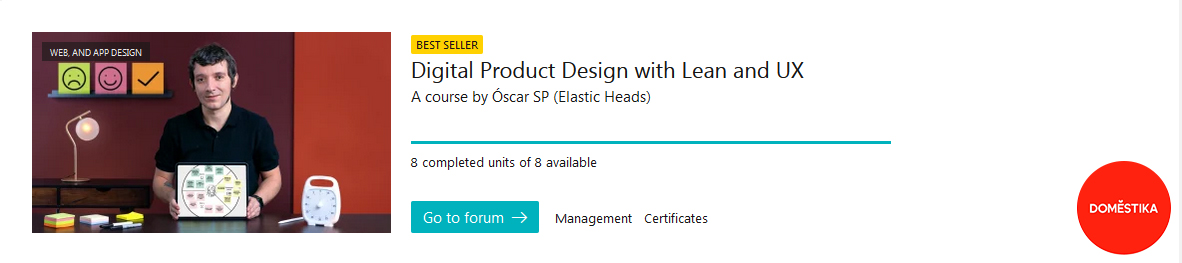 WEB, AND APP DESIGN
BEST SELLER
Digital Product Design with Lean and UX
A course by Óscar SP (Elastic Heads)
8 completed units of 8 available
Go to forum →
Management
Certificates
DOMĔSTIKA